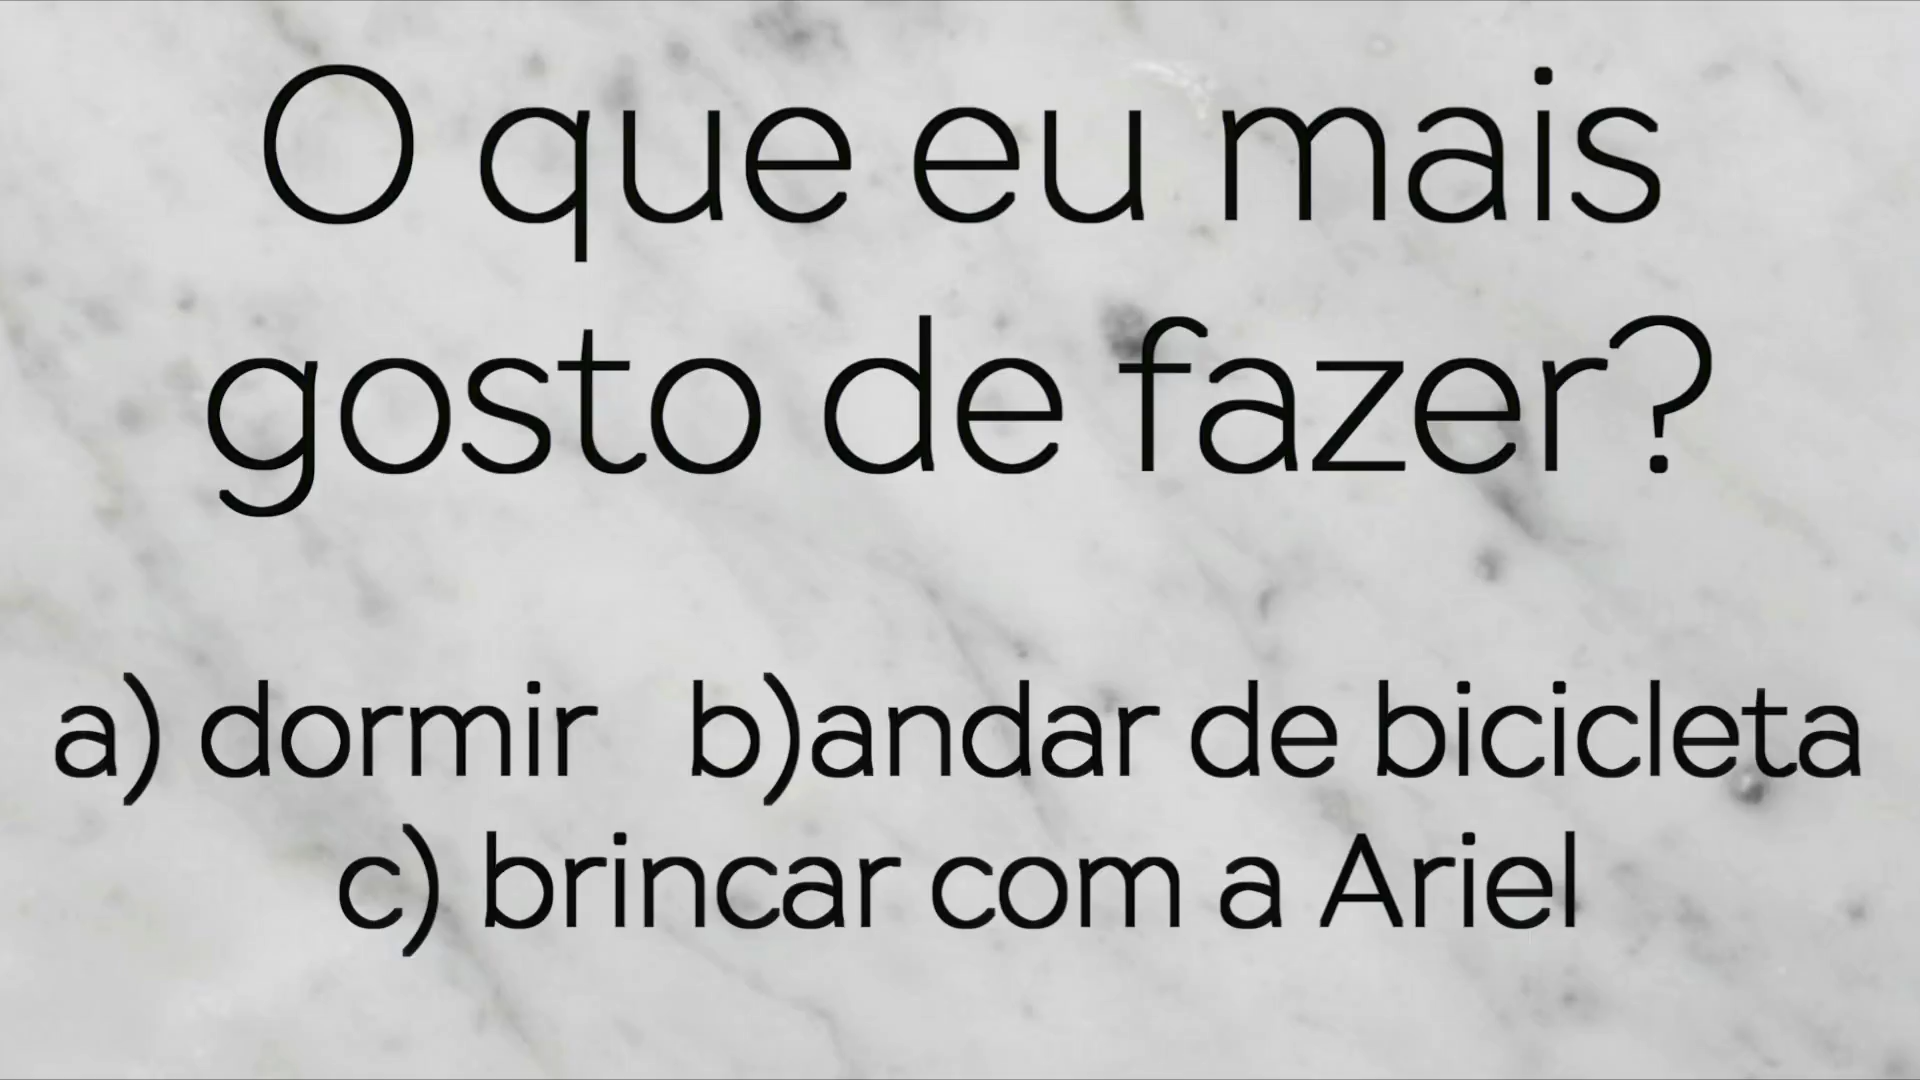 O que eu mais
gosto de fazer?
a) dormir b)andar de bicicleta
c) brincar com a Ariel